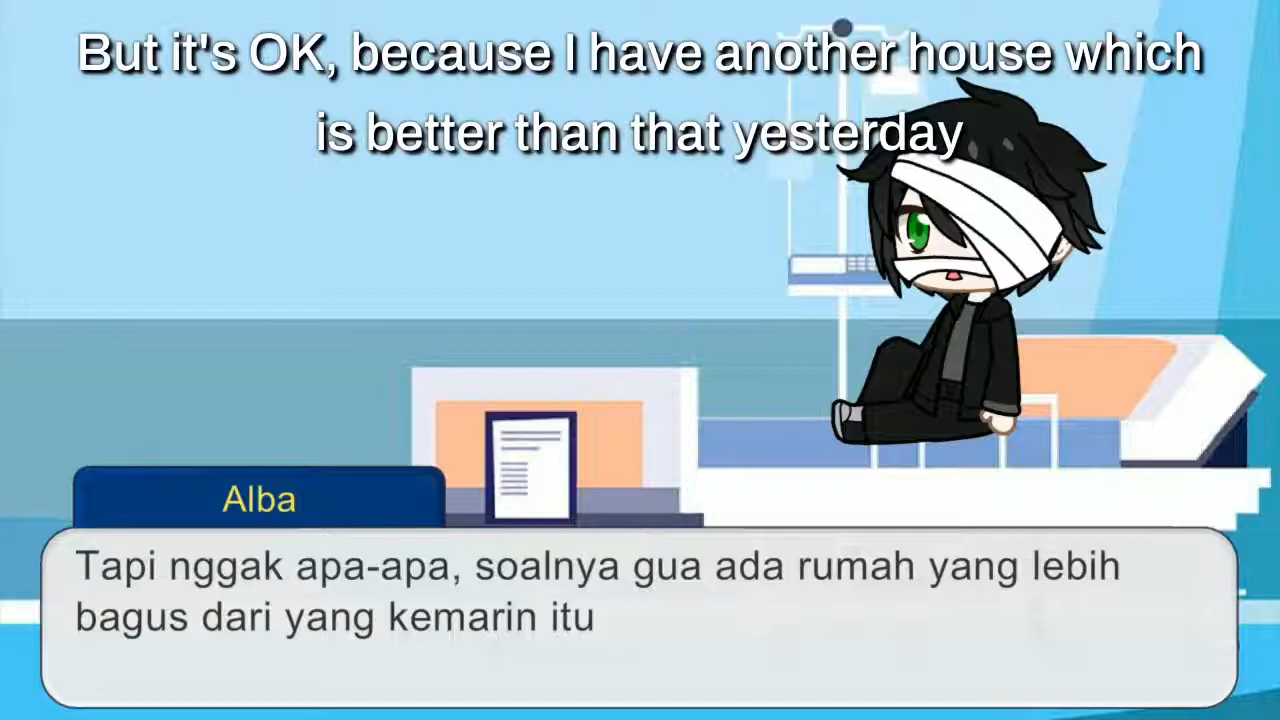 But it's OK, because I have another house which
is better than that yesterday
Alba
Tapi nggak apa-apa, soalnya gua ada rumah yang lebih
bagus dari yang kemarin itu